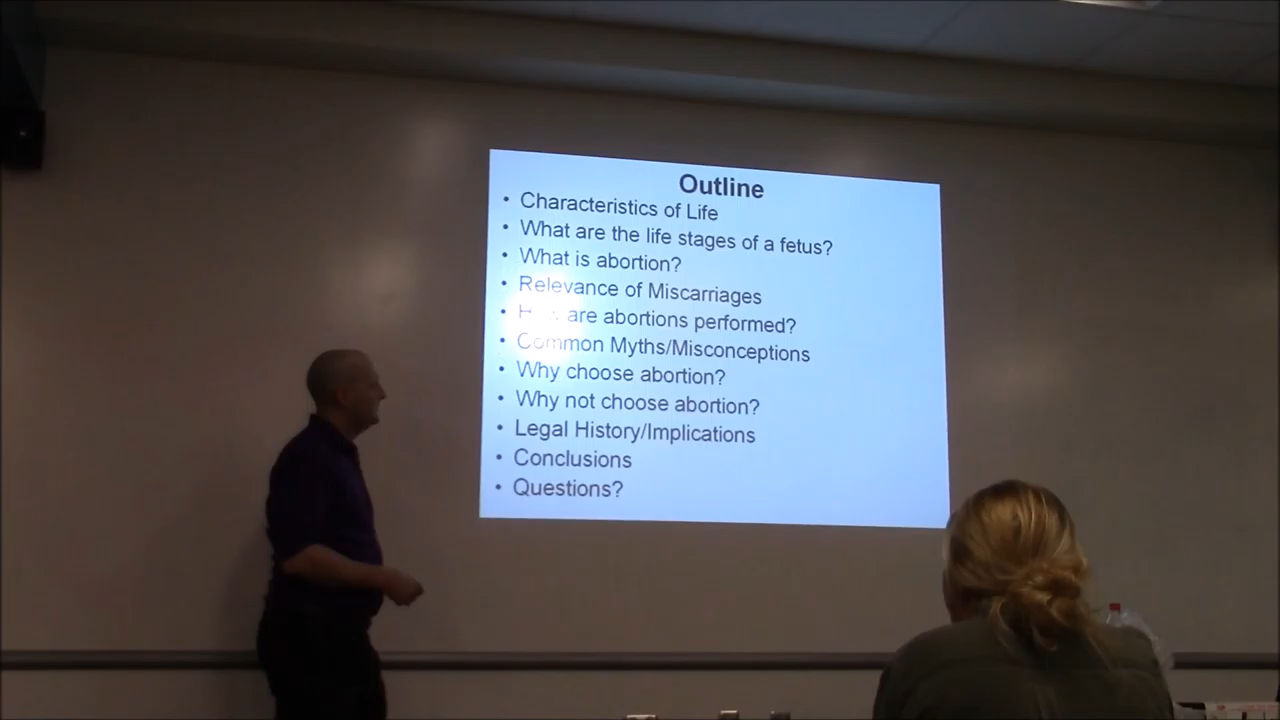 Outline
• Characteristics of Life
• What are the life stages of a fetus?
• What is abortion?
• Relevance of Miscarriages
• How are abortions performed?
• Common Myths/Misconceptions
• Why choose abortion?
• Why not choose abortion?
• Legal History/Implications
• Conclusions
• Questions?